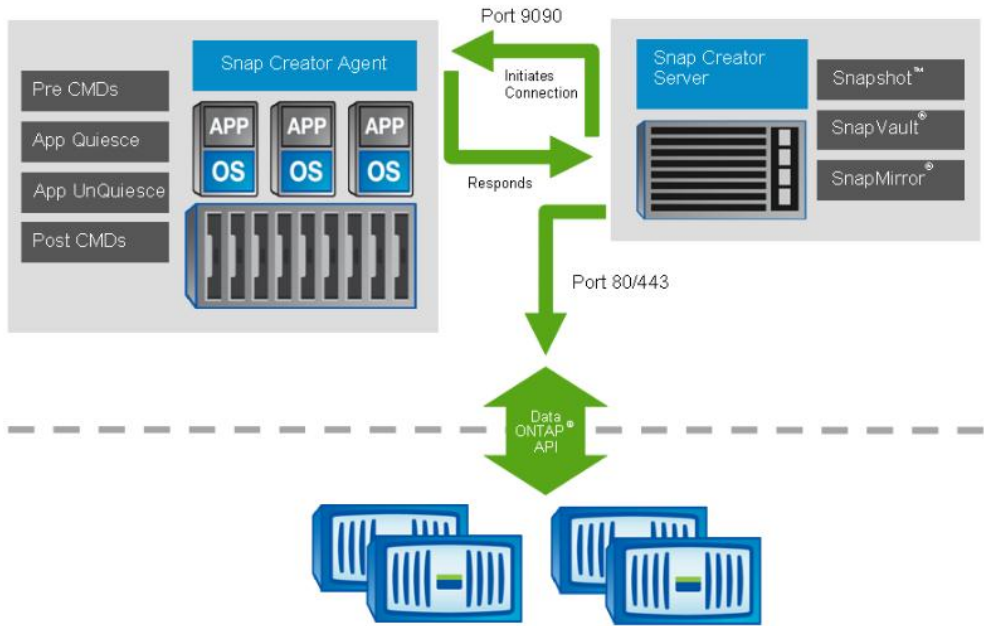 Port 9090
Snap Creator Agent
Pre CMDs
App Quiesce
App UnQuiesce
Post CMDs
APP
OS
APP
OS
APP
OS
Initiates
Connection
Responds
Snap Creator
Server
Snapshot™
SnapVault®
SnapMirror®
Port 80/443
Data
ONTAP®
API